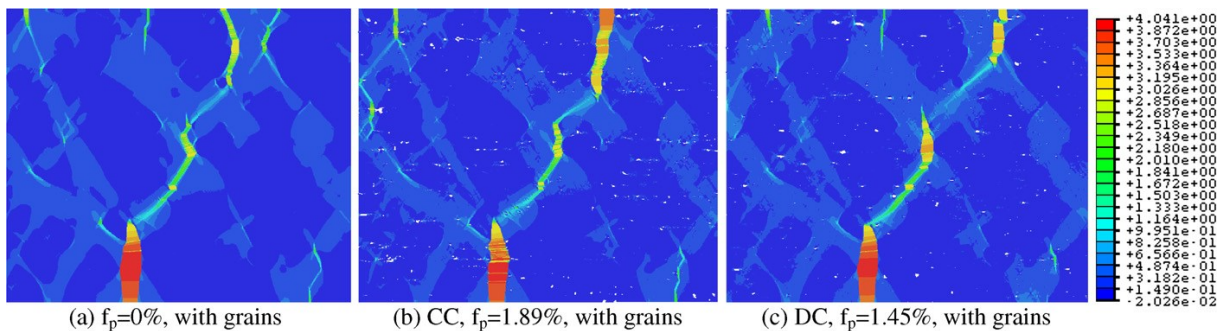 +4.041e+00
+3.872e+00
+3.703e+00
+3.533e+00
+3.364e+00
+3.195e+00
+3.026e+00
+2.856e+00
+2.687e+00
+2.518e+00
+2.349e+00
+2.180e+00
+2.010e+00
+1.841e+00
+1.672e+00
+1.503e+00
+1.333e+00
+1.164e+00
+9.951e-01
+8.258e-01
+6.566e-01
+4.874e-01
+3.182e-01
+1.490e-01
-2.026e-02
(a) fp=0%, with grains
(b) CC, fp=1.89%, with grains
(c) DC, fp=1.45%, with grains